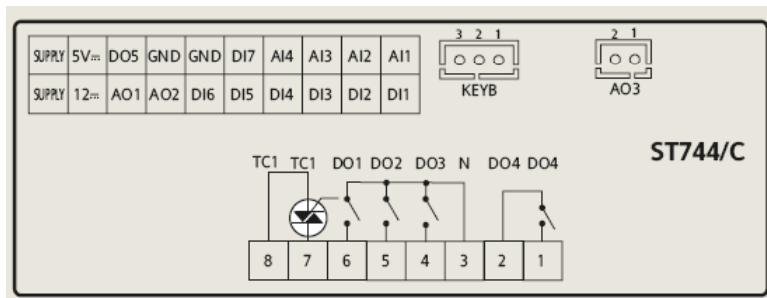 3 2 1
2 1
SUPPLY 5V⎓ DO5 GND GND DI7 AI4 AI3 AI2 AI1
SUPPLY 12⎓ AO1 AO2 DI6 DI5 DI4 DI3 DI2 DI1
KEYB
AO3
ST744/C
TC1 TC1 DO1 DO2 DO3 N DO4 DO4
8 7 6 5 4 3 2 1